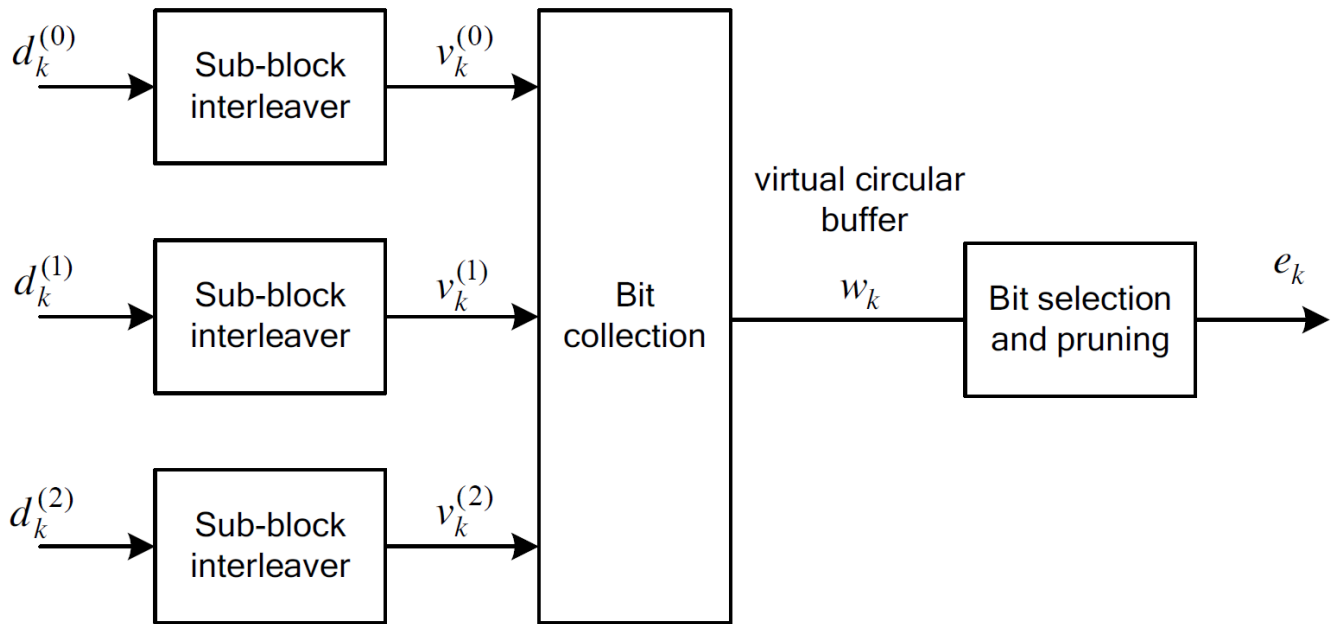 d_k^{(0)}
Sub-block
interleaver
v_k^{(0)}
d_k^{(1)}
Sub-block
interleaver
v_k^{(1)}
d_k^{(2)}
Sub-block
interleaver
v_k^{(2)}
Bit
collection
virtual circular
buffer
w_k
Bit selection
and pruning
e_k